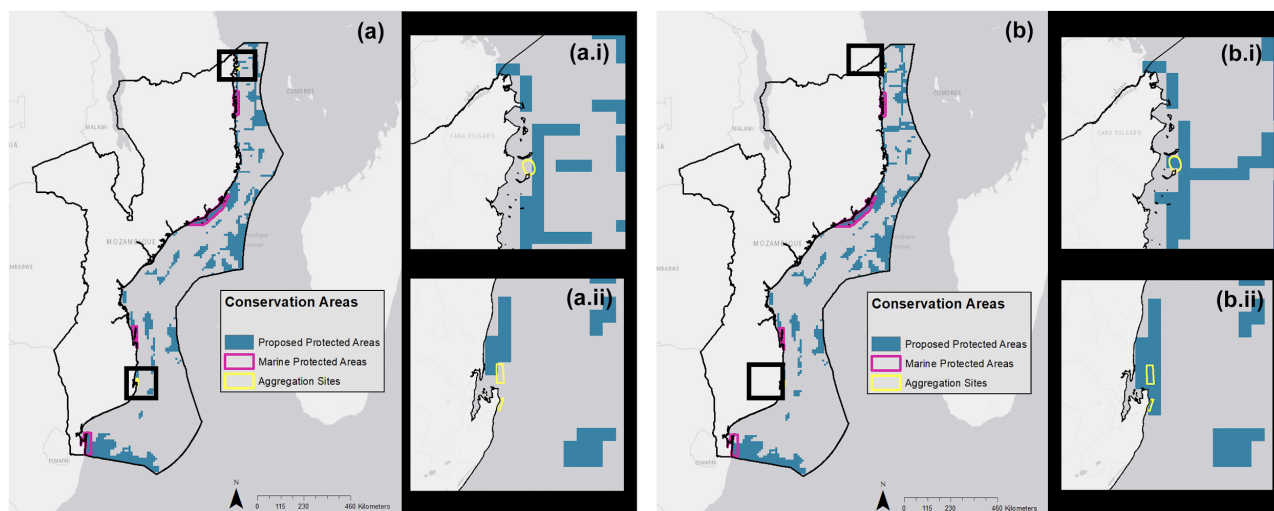 (a)
COMOROS
MALAWI
MOZAMBIQUE
Conservation Areas
Proposed Protected Areas
Marine Protected Areas
Aggregation Sites
ESWATINI
N
0 115 230 460 Kilometers
(a.i)
CABO DELGADO
(a.ii)
(b)
COMOROS
MALAWI
MOZAMBIQUE
Conservation Areas
Proposed Protected Areas
Marine Protected Areas
Aggregation Sites
ESWATINI
N
0 115 230 460 Kilometers
(b.i)
CABO DELGADO
(b.ii)